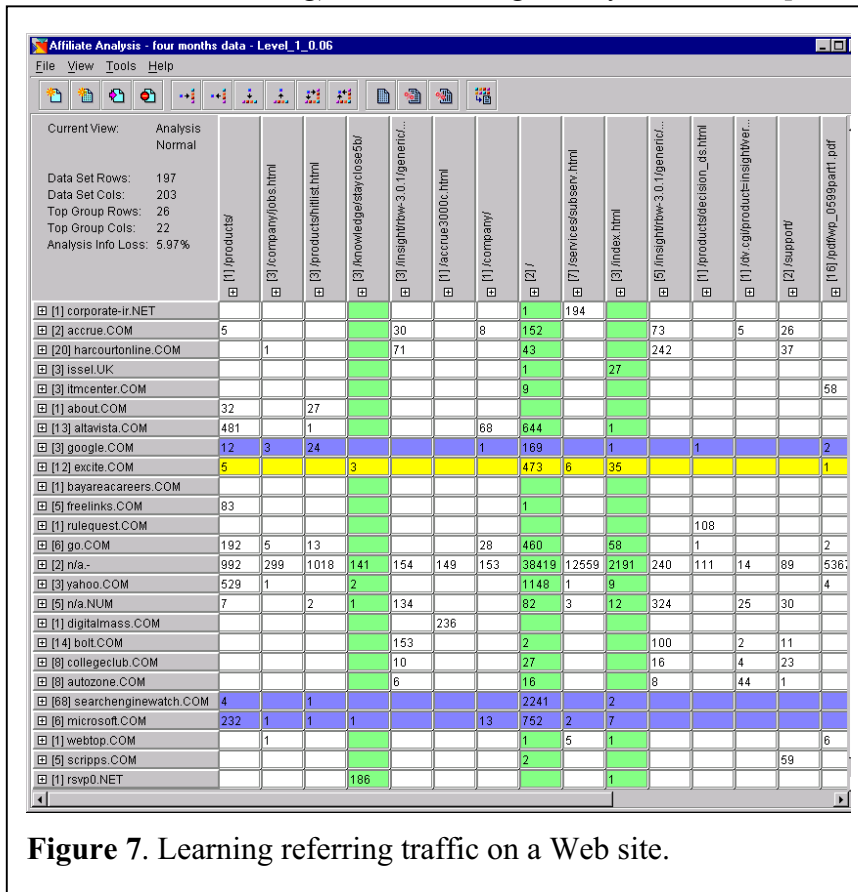 Affiliate Analysis - four months data - Level_1_0.06
File View Tools Help
Current View: Analysis
Normal
Data Set Rows: 197
Data Set Cols: 203
Top Group Rows: 26
Top Group Cols: 22
Analysis Info Loss: 5.97%
[1] /products/
[3] /company/jobs.html
[3] /products/hitlist.html
[3] /knowledge/stayclose5b/
[3] /insight/rbw-3.0.1/generic/...
[1] /accrue3000c.html
[1] /company/
[2] /
[7] /services/subserv.html
[3] /index.html
[5] /insight/rbw-3.0.1/generic/...
[1] /products/decision_ds.html
[1] /dv.cgi/product=insight/ver...
[2] /support/
[16] /pdf/wp_0599part1.pdf
[1] corporate-ir.NET 1 194
[2] accrue.COM 5 30 8 152 73 5 26
[20] harcourtonline.COM 1 71 43 242 37
[3] issel.UK 1 27
[3] itmcenter.COM 9 58
[1] about.COM 32 27
[13] altavista.COM 481 1 68 644 1
[3] google.COM 12 3 24 1 169 1 1 2
[12] excite.COM 5 3 473 6 35 1
[1] bayareacareers.COM
[5] freelinks.COM 83 1
[1] rulequest.COM 108
[6] go.COM 192 5 13 28 460 58 1 2
[2] n/a.- 992 299 1018 141 154 149 153 38419 12559 2191 240 111 14 89 5367
[3] yahoo.COM 529 1 2 1148 1 9 4
[5] n/a.NUM 7 2 1 134 82 3 12 324 25 30
[1] digitalmass.COM 236
[14] bolt.COM 153 2 100 2 11
[8] collegeclub.COM 10 27 16 4 23
[8] autozone.COM 6 16 8 44 1
[68] searchenginewatch.COM 4 1 2241 2
[6] microsoft.COM 232 1 1 1 13 752 2 7
[1] webtop.COM 1 1 5 1 6
[5] scripps.COM 2 59
[1] rsvp0.NET 186 1
Figure 7. Learning referring traffic on a Web site.